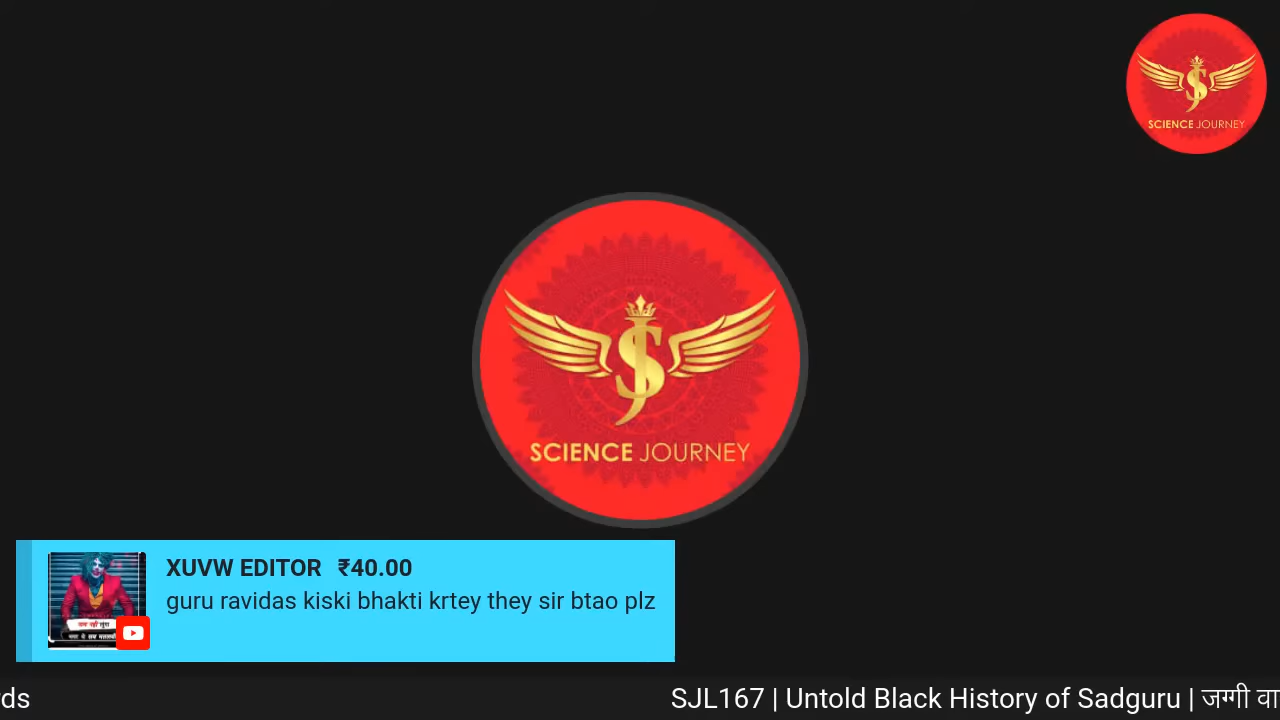 SCIENCE JOURNEY
SCIENCE JOURNEY
XUVW EDITOR ₹40.00
guru ravidas kiski bhakti krtey they sir btao plz
ds SJL167 | Untold Black History of Sadguru | जग्गी वा